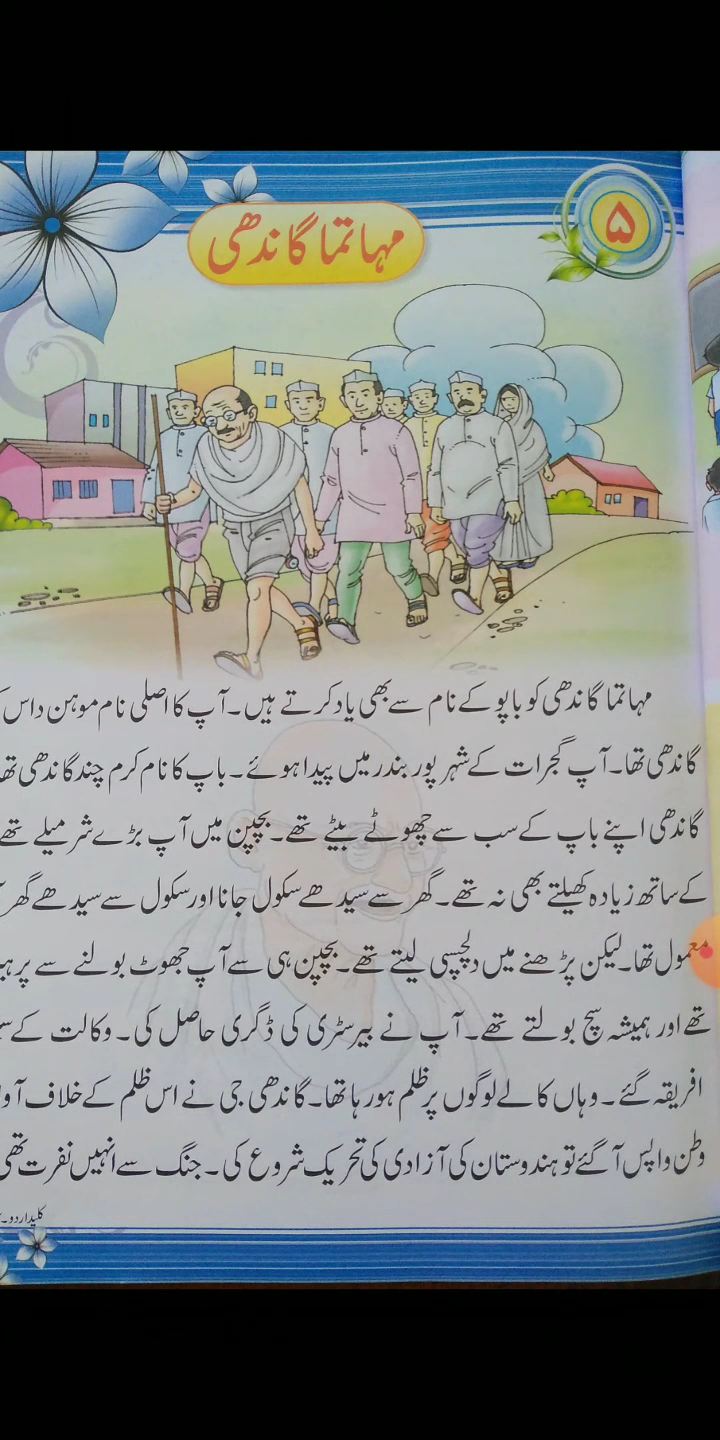 ۵
مہاتما گاندھی
مہاتما گاندھی کو باپو کے نام سے بھی یاد کرتے ہیں۔ آپ کا اصلی نام موہن داس
گاندھی تھا۔ آپ گجرات کے شہر پور بندر میں پیدا ہوئے۔ باپ کا نام کرم چند گاندھی
گاندھی اپنے باپ کے سب سے چھوٹے بیٹے تھے۔ بچپن میں آپ بڑے شرمیلے تھے
کے ساتھ زیادہ کھیلتے بھی نہ تھے۔ گھر سے سیدھے سکول جانا اور سکول سے سیدھے گھر
معمول تھا۔ لیکن پڑھنے میں دلچسپی لیتے تھے۔ بچپن ہی سے آپ جھوٹ بولنے سے
تھے اور ہمیشہ سچ بولتے تھے۔ آپ نے بیرسٹری کی ڈگری حاصل کی۔ وکالت کے
افریقہ گئے۔ وہاں کالے لوگوں پر ظلم ہو رہا تھا۔ گاندھی جی نے اس ظلم کے خلاف
وطن واپس آ گئے تو ہندوستان کی آزادی کی تحریک شروع کی۔ جنگ سے انہیں نفرت تھی
کلید اردو۔